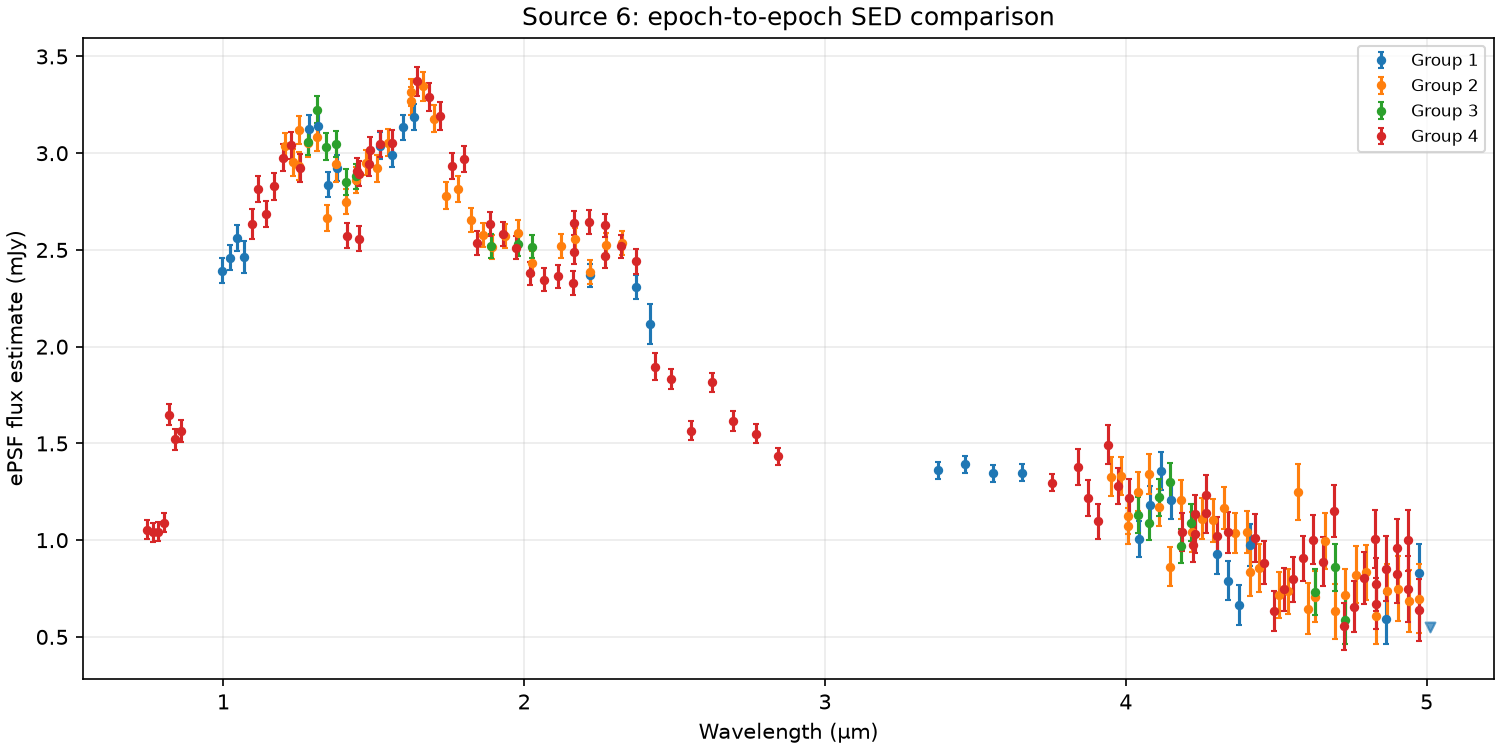 Source 6: epoch-to-epoch SED comparison
Group 1
Group 2
Group 3
Group 4
ePSF flux estimate (mJy)
3.5
3.0
2.5
2.0
1.5
1.0
0.5
1 2 3 4 5
Wavelength (μm)